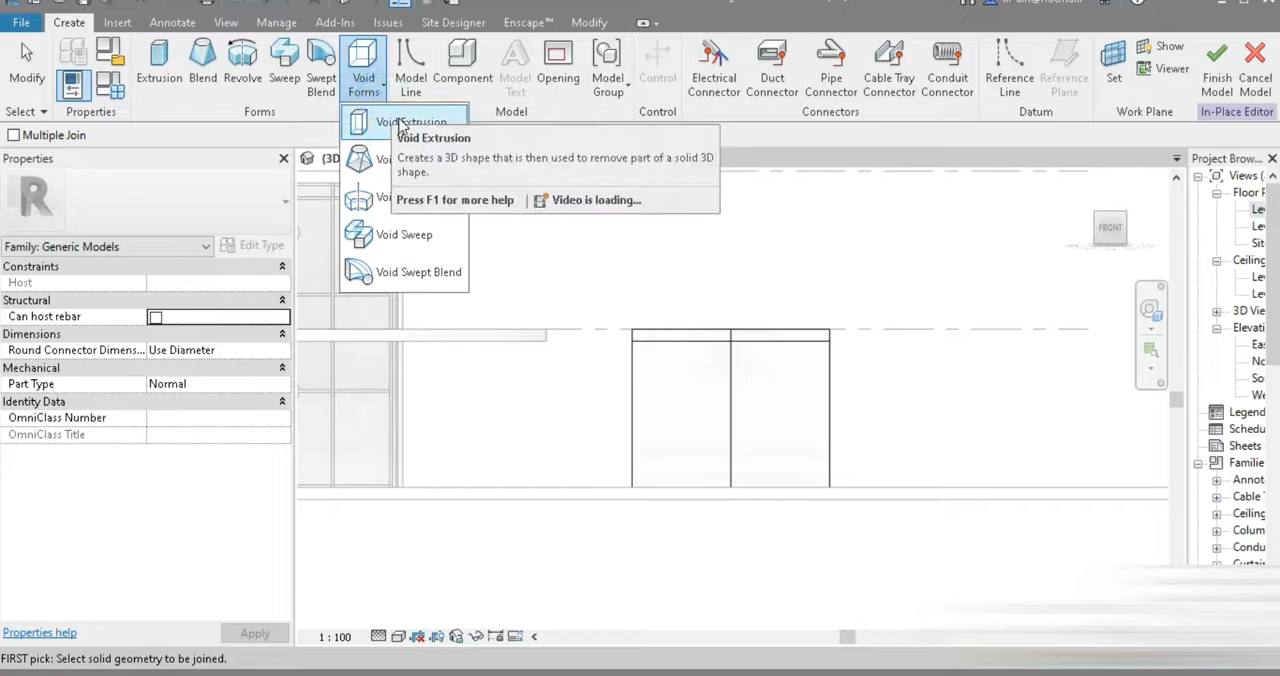 File Create Insert Annotate View Manage Add-Ins Issues Site Designer Enscape™ Modify
Modify Extrusion Blend Revolve Sweep Swept Blend Void Forms Model Line Component Model Text Opening Model Group Control Electrical Connector Duct Connector Pipe Connector Cable Tray Connector Conduit Connector Reference Line Reference Plane Set Show Viewer Finish Model Cancel Model
Select Properties Forms Model Control Connectors Datum Work Plane In-Place Editor
Multiple Join
Void Extrusion
Void Extrusion
Creates a 3D shape that is then used to remove part of a solid 3D
shape.
Press F1 for more help Video is loading...
Void Sweep
Void Swept Blend
Properties
R
Family: Generic Models Edit Type
Constraints
Host
Structural
Can host rebar
Dimensions
Round Connector Dimens... Use Diameter
Mechanical
Part Type Normal
Identity Data
OmniClass Number
OmniClass Title
Properties help Apply
FRONT
Project Brow...
Views (
Floor P
Sit
Ceiling
3D Vie
Elevati
Legend
Schedu
Sheets
Familie
Annot
Cable T
Ceiling
Colum
Condu
1 : 100
FIRST pick: Select solid geometry to be joined.